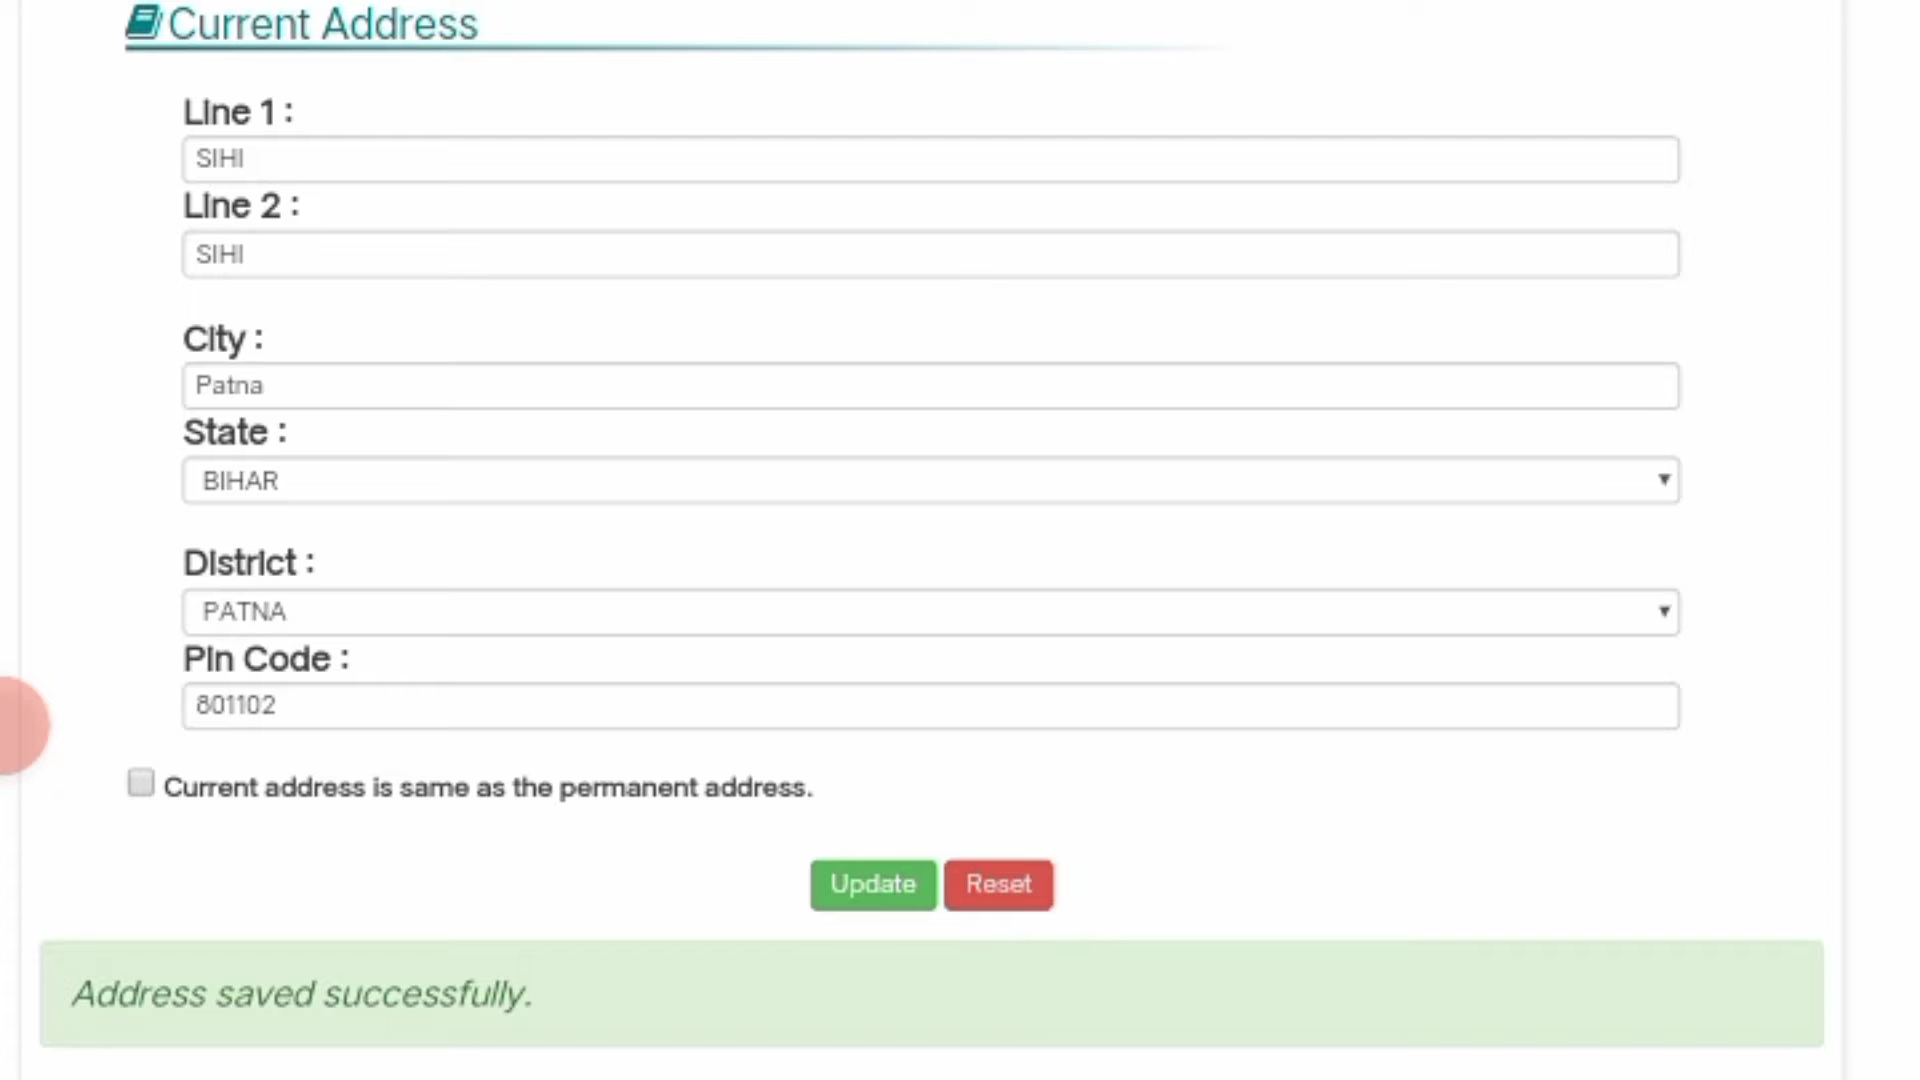 Current Address
Line 1 :
SIHI
Line 2 :
SIHI
City :
Patna
State :
BIHAR
District :
PATNA
Pin Code :
801102
Current address is same as the permanent address.
Update Reset
Address saved successfully.